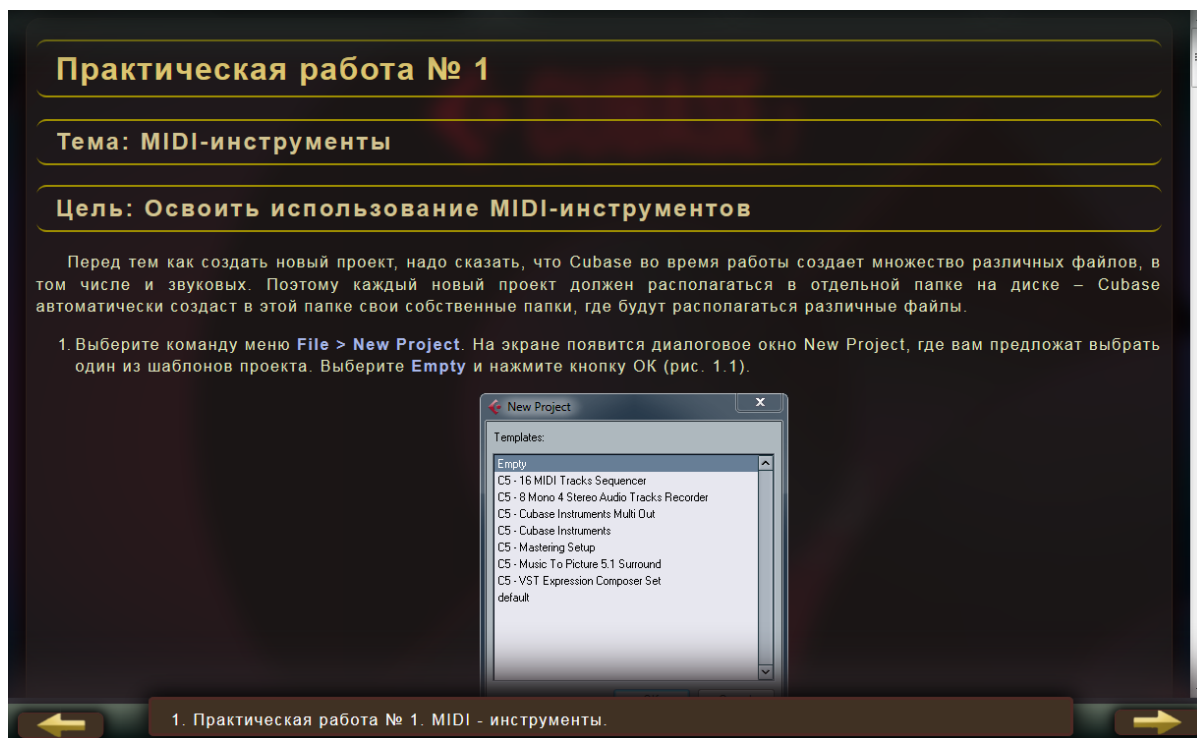 Практическая работа № 1
Тема: MIDI-инструменты
Цель: Освоить использование MIDI-инструментов
Перед тем как создать новый проект, надо сказать, что Cubase во время работы создает множество различных файлов, в
том числе и звуковых. Поэтому каждый новый проект должен располагаться в отдельной папке на диске – Cubase
автоматически создаст в этой папке свои собственные папки, где будут располагаться различные файлы.
1. Выберите команду меню File > New Project. На экране появится диалоговое окно New Project, где вам предложат выбрать
один из шаблонов проекта. Выберите Empty и нажмите кнопку ОК (рис. 1.1).
New Project
Templates:
Empty
C5 - 16 MIDI Tracks Sequencer
C5 - 8 Mono 4 Stereo Audio Tracks Recorder
C5 - Cubase Instruments Multi Out
C5 - Cubase Instruments
C5 - Mastering Setup
C5 - Music To Picture 5.1 Surround
C5 - VST Expression Composer Set
default
1. Практическая работа № 1. MIDI - инструменты.